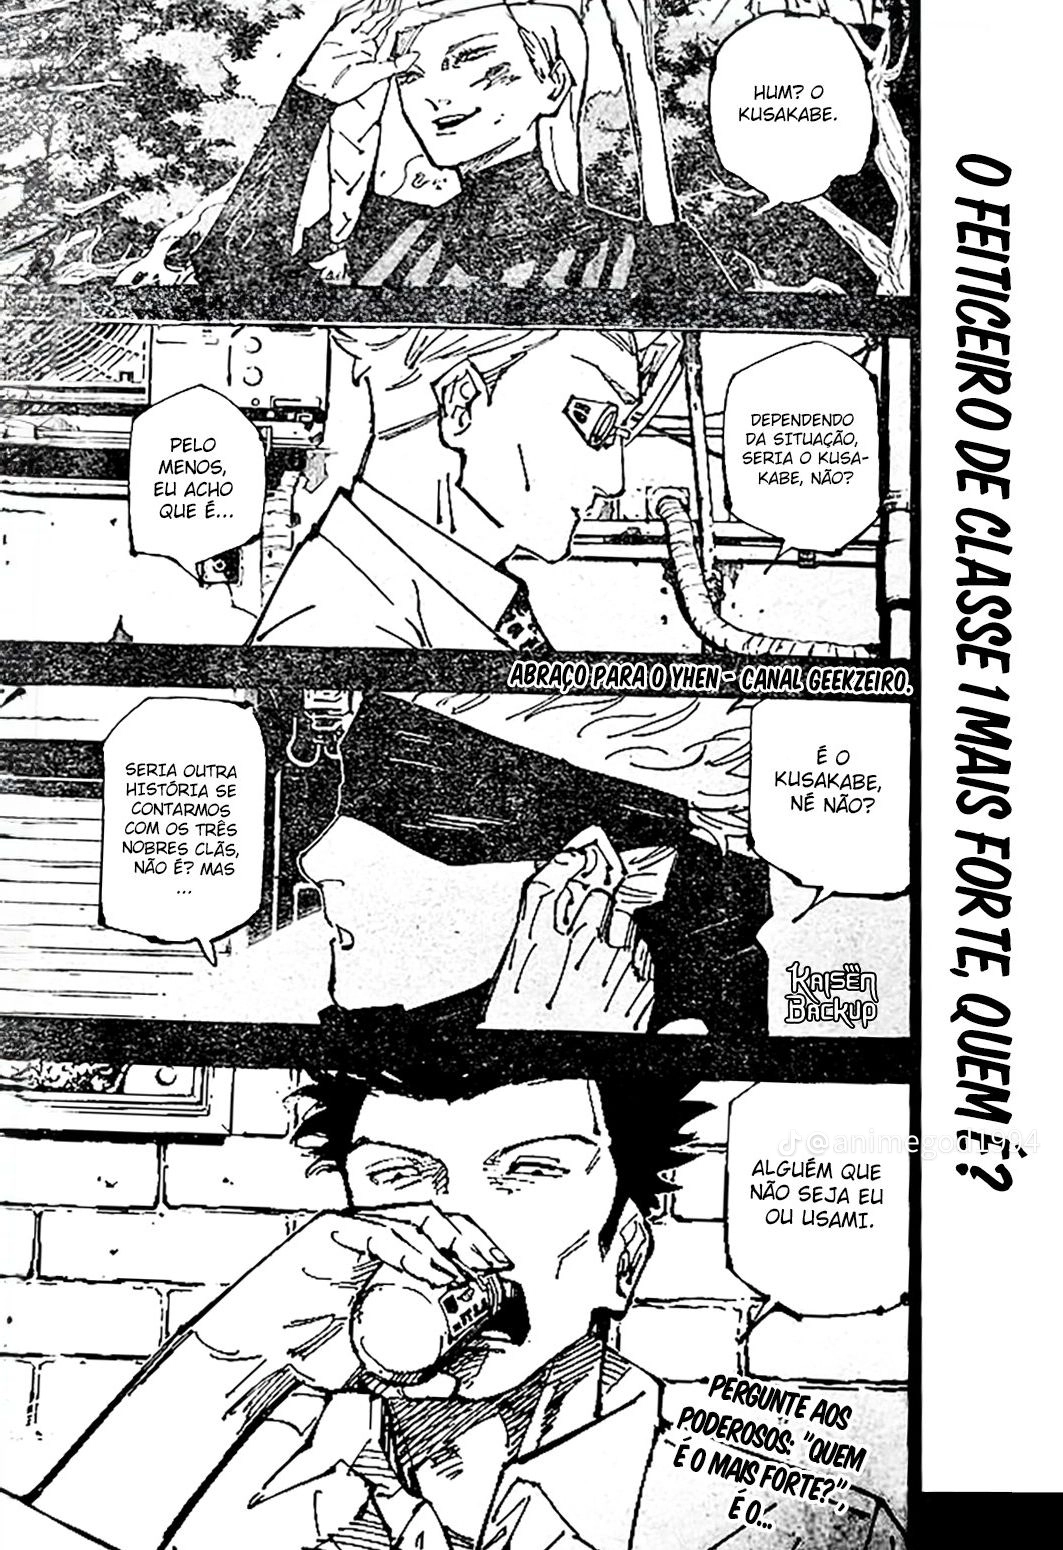 HUM? O
KUSAKABE.
O FEITICEIRO DE CLASSE 1 MAIS FORTE, QUEM É?
DEPENDENDO
DA SITUAÇÃO,
SERIA O KUSA-
KABE, NÃO?
PELO
MENOS,
EU ACHO
QUE É...
ABRAÇO PARA O YHEN - CANAL GEEKZEIRO.
É O
KUSAKABE,
NÉ NÃO?
SERIA OUTRA
HISTÓRIA SE
CONTARMOS
COM OS TRÊS
NOBRES CLÃS,
NÃO É? MAS
...
KAISEN
BACKUP
@animegod1994
ALGUÉM QUE
NÃO SEJA EU
OU USAMI.
PERGUNTE AOS
PODEROSOS: "QUEM
É O MAIS FORTE?",
É O...